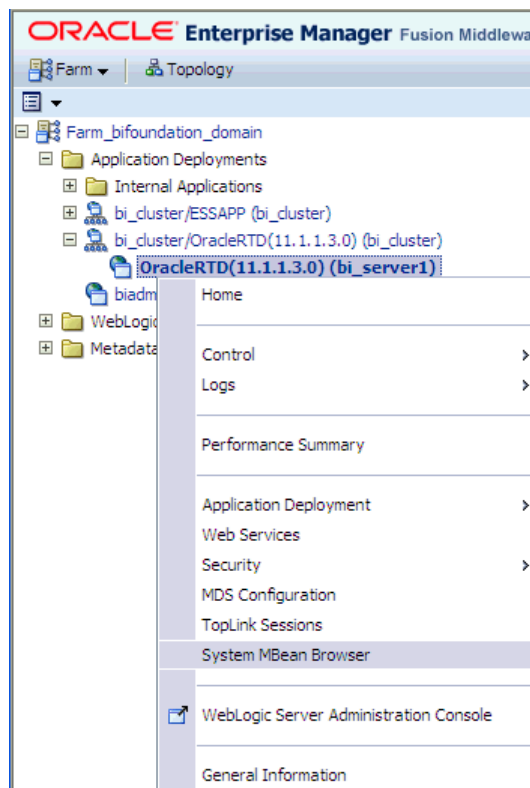 ORACLE Enterprise Manager Fusion Middlewa
Farm Topology
Farm_bifoundation_domain
Application Deployments
Internal Applications
bi_cluster/ESSAPP (bi_cluster)
bi_cluster/OracleRTD(11.1.1.3.0) (bi_cluster)
OracleRTD(11.1.1.3.0) (bi_server1)
biadm
WebLogic
Metadata
Home
Control
Logs
Performance Summary
Application Deployment
Web Services
Security
MDS Configuration
TopLink Sessions
System MBean Browser
WebLogic Server Administration Console
General Information